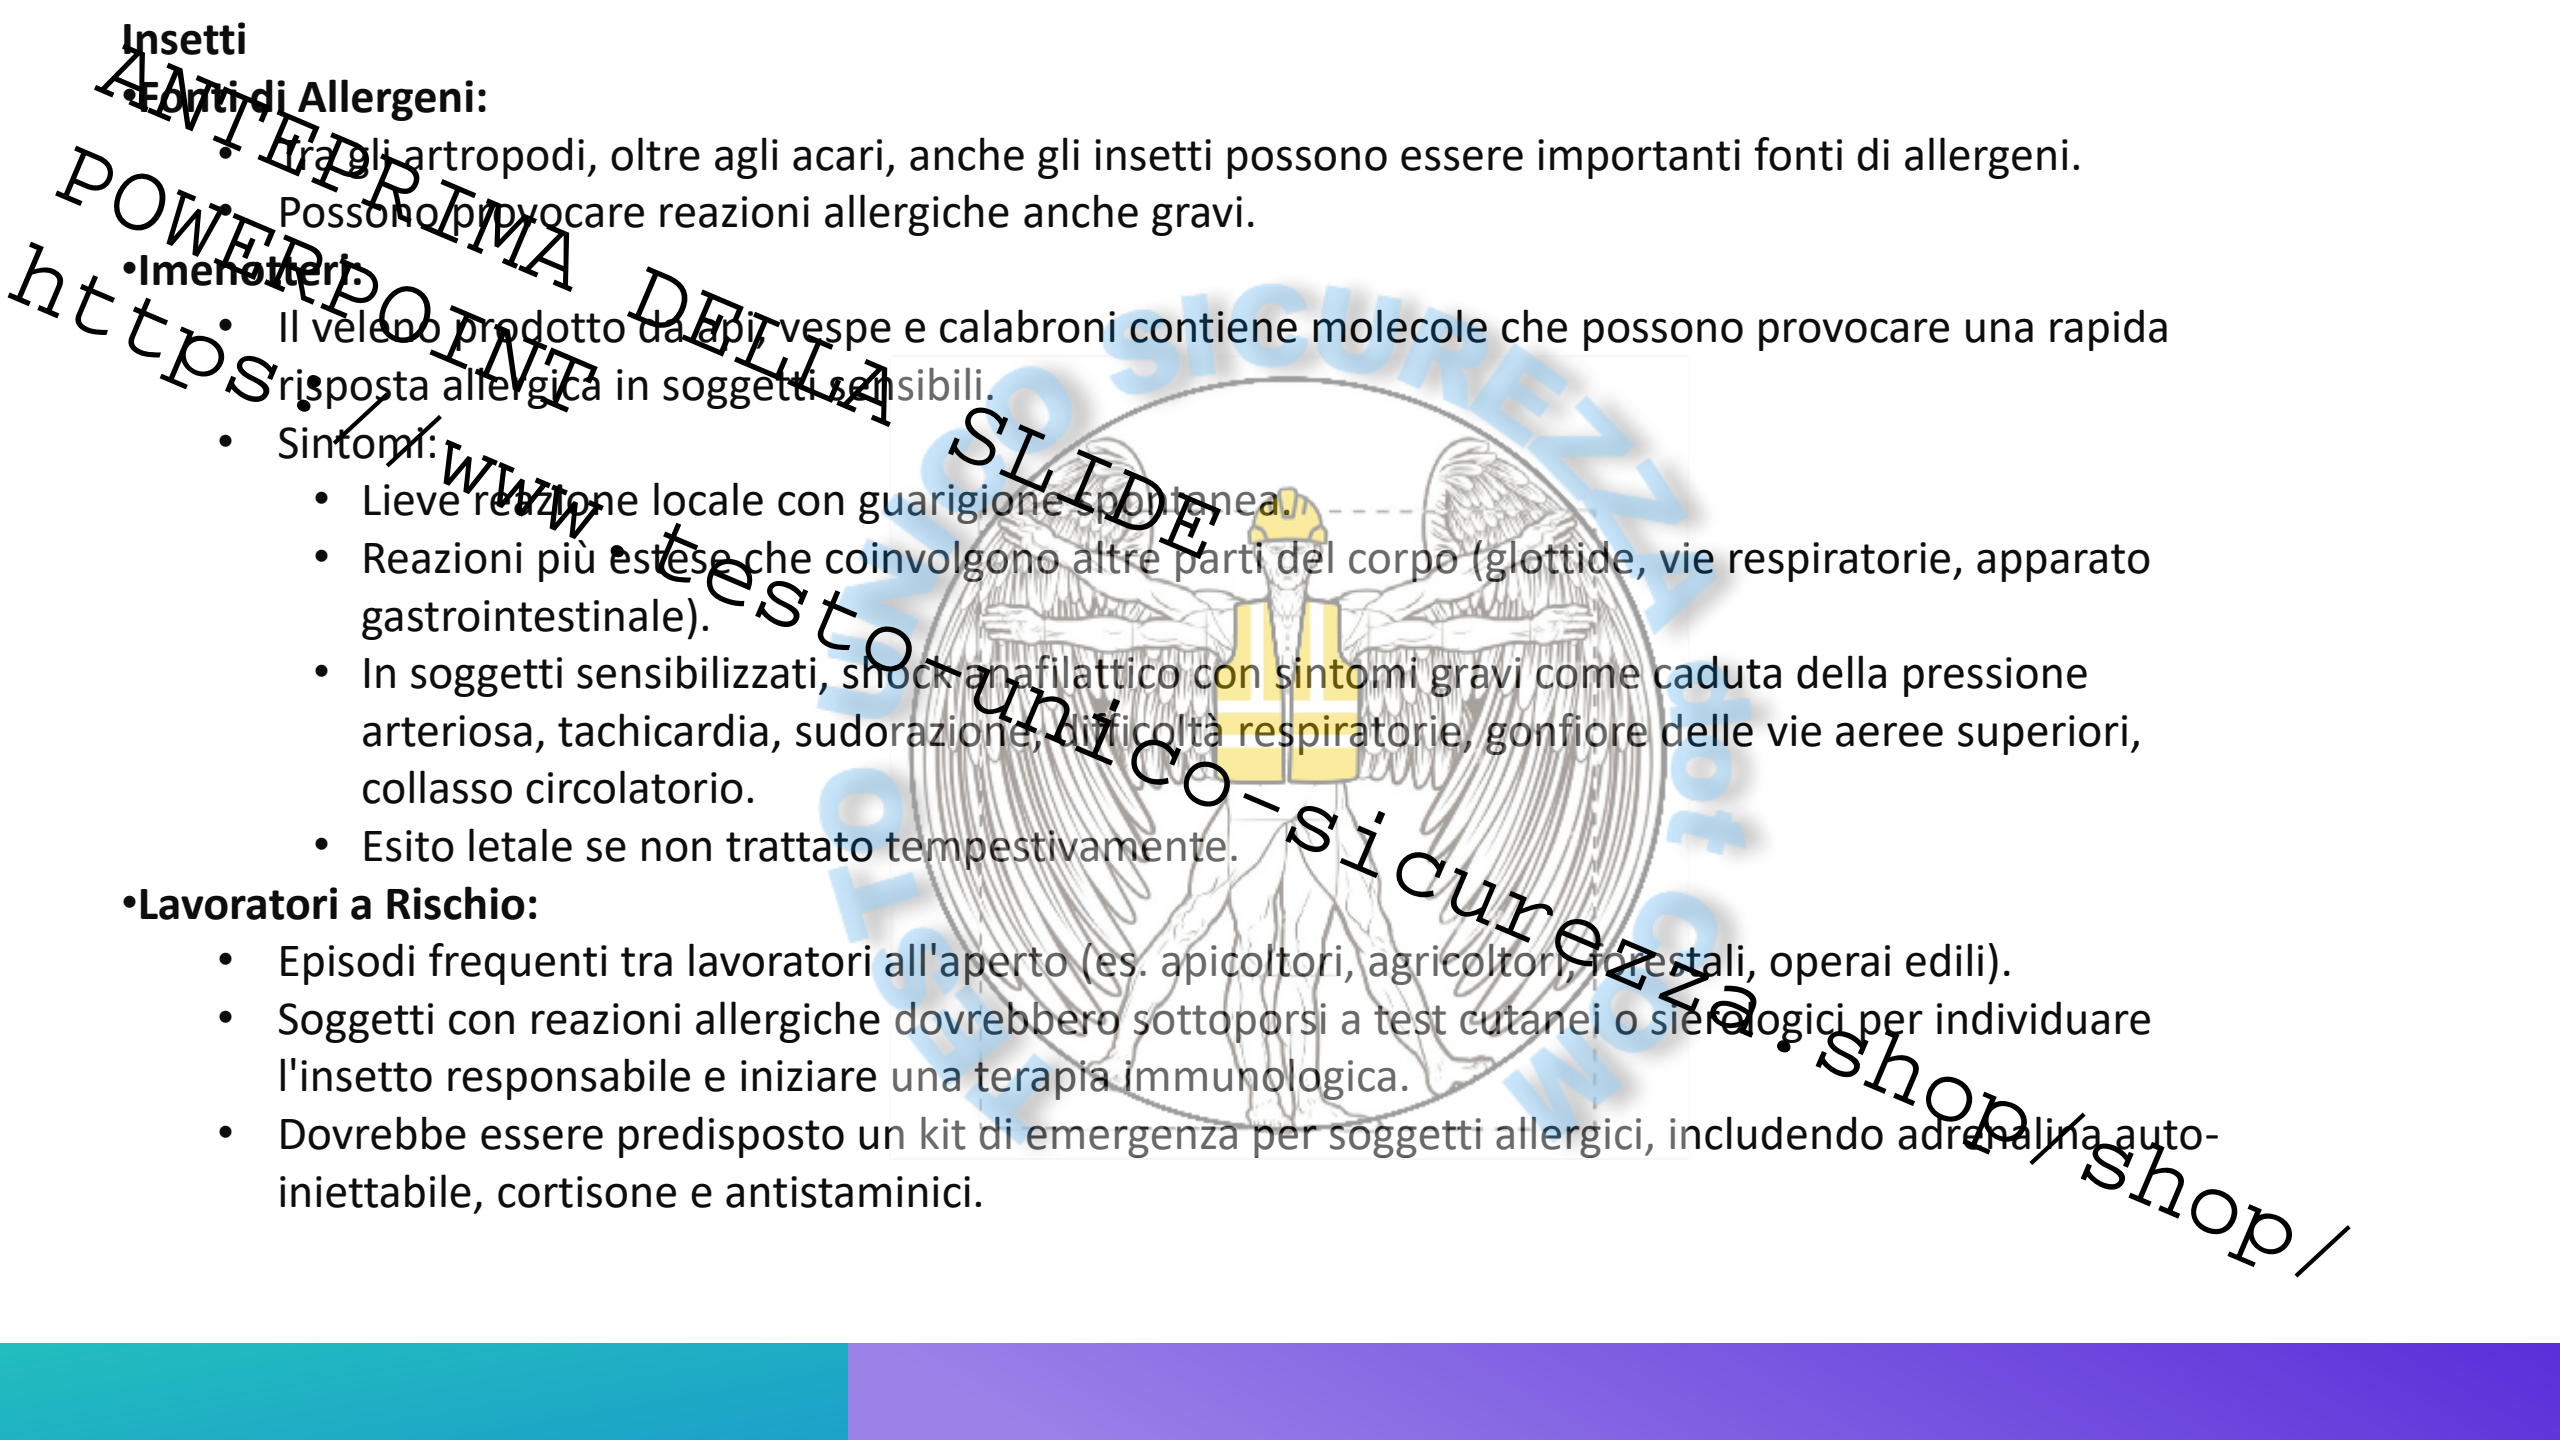 Insetti
•Fonti di Allergeni:
• Tra gli artropodi, oltre agli acari, anche gli insetti possono essere importanti fonti di allergeni.
• Possono provocare reazioni allergiche anche gravi.
•Imenotteri:
• Il veleno prodotto da api, vespe e calabroni contiene molecole che possono provocare una rapida
risposta allergica in soggetti sensibili.
• Sintomi:
• Lieve reazione locale con guarigione spontanea.
• Reazioni più estese che coinvolgono altre parti del corpo (glottide, vie respiratorie, apparato
gastrointestinale).
• In soggetti sensibilizzati, shock anafilattico con sintomi gravi come caduta della pressione
arteriosa, tachicardia, sudorazione, difficoltà respiratorie, gonfiore delle vie aeree superiori,
collasso circolatorio.
• Esito letale se non trattato tempestivamente.
•Lavoratori a Rischio:
• Episodi frequenti tra lavoratori all'aperto (es. apicoltori, agricoltori, forestali, operai edili).
• Soggetti con reazioni allergiche dovrebbero sottoporsi a test cutanei o sierologici per individuare
l'insetto responsabile e iniziare una terapia immunologica.
• Dovrebbe essere predisposto un kit di emergenza per soggetti allergici, includendo adrenalina auto-
iniettabile, cortisone e antistaminici.
ANTEPRIMA DELLA SLIDE
POWERPOINT
https://www.testo-unico-sicurezza.shop/shop/
TESTO UNICO SICUREZZA dot COM